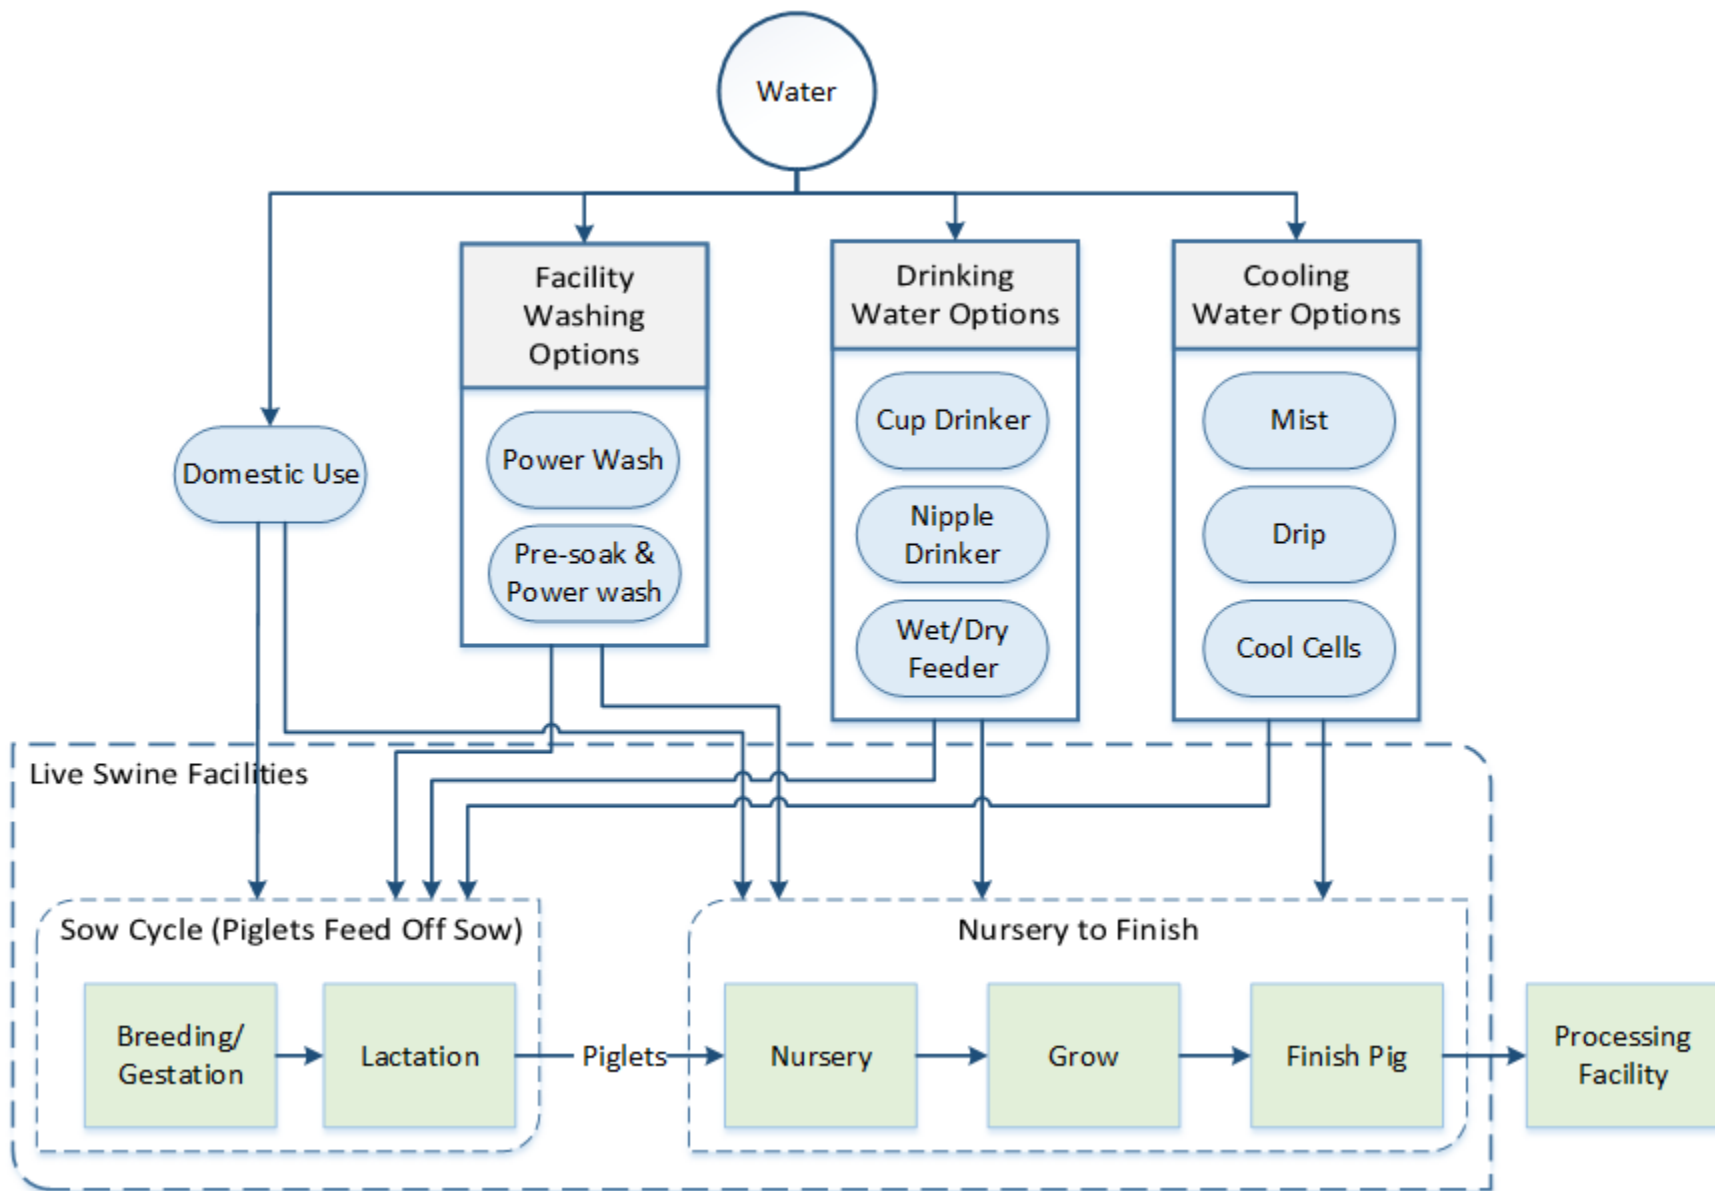 Water
Facility
Washing
Options
Drinking
Water Options
Cooling
Water Options
Domestic Use
Power Wash
Pre-soak &
Power wash
Cup Drinker
Nipple
Drinker
Wet/Dry
Feeder
Mist
Drip
Cool Cells
Live Swine Facilities
Sow Cycle (Piglets Feed Off Sow)
Nursery to Finish
Breeding/
Gestation
Lactation
Piglets
Nursery
Grow
Finish Pig
Processing
Facility